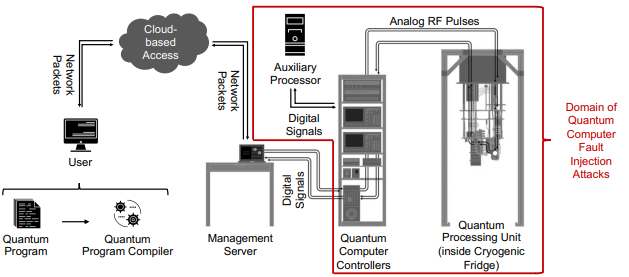 Cloud-
based
Access
Network
Packets
Network
Packets
User
Quantum
Program
Quantum
Program Compiler
Management
Server
Digital
Signals
Auxiliary
Processor
Digital
Signals
Analog RF Pulses
Quantum
Computer
Controllers
Quantum
Processing Unit
(inside Cryogenic
Fridge)
Domain of
Quantum
Computer
Fault
Injection
Attacks